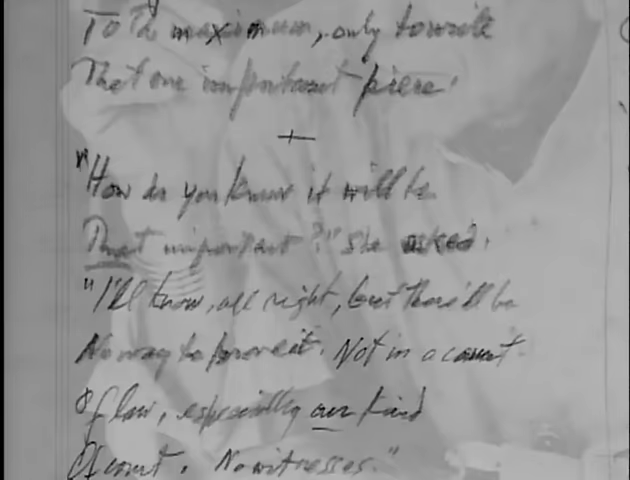 To the maximum, only to write
That one important piece.
+
"How do you know it will be
That important?" she asked.
"I'll know, all right, but there'll be
No way to prove it. Not in a court
Of law, especially our kind
Of court. No witnesses."